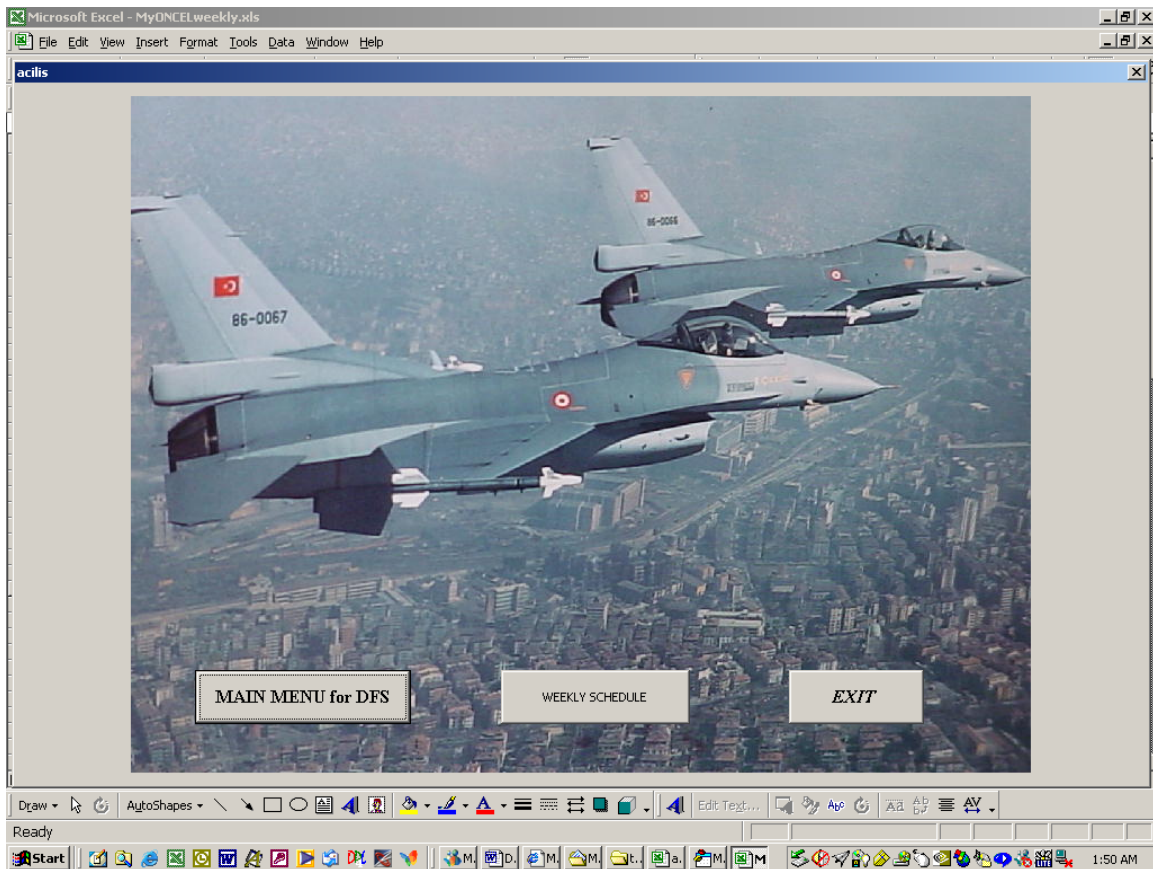 Microsoft Excel - MyONCELweekly.xls
File Edit View Insert Format Tools Data Window Help
acilis
86-0066
86-0067
MAIN MENU for DFS
WEEKLY SCHEDULE
EXIT
Draw AutoShapes Edit Text...
Ready
Start M. D. M. M. t.. a. M. M 1:50 AM